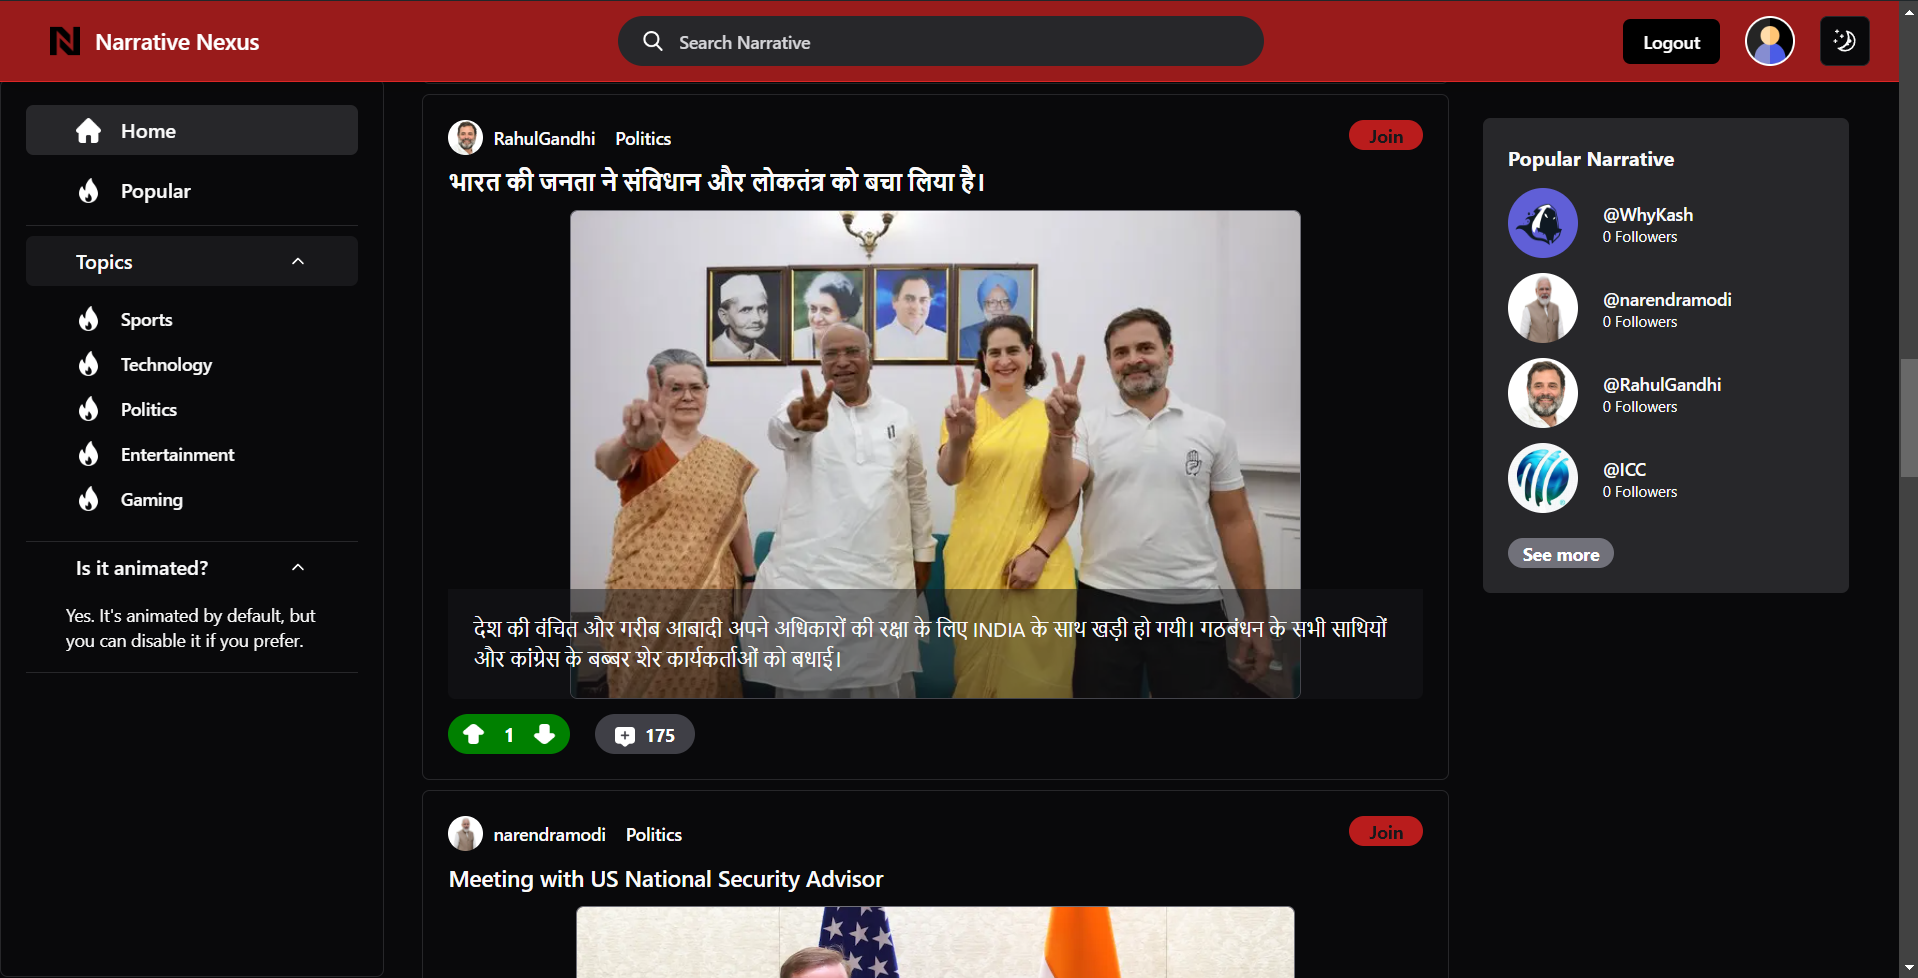 Narrative Nexus
Search Narrative
Logout
Home
Popular
Topics
Sports
Technology
Politics
Entertainment
Gaming
Is it animated?
Yes. It's animated by default, but
you can disable it if you prefer.
RahulGandhi Politics
Join
भारत की जनता ने संविधान और लोकतंत्र को बचा लिया है।
देश की वंचित और गरीब आबादी अपने अधिकारों की रक्षा के लिए INDIA के साथ खड़ी हो गयी। गठबंधन के सभी साथियों
और कांग्रेस के बब्बर शेर कार्यकर्ताओं को बधाई।
1
175
narendramodi Politics
Join
Meeting with US National Security Advisor
Popular Narrative
@WhyKash
0 Followers
@narendramodi
0 Followers
@RahulGandhi
0 Followers
@ICC
0 Followers
See more